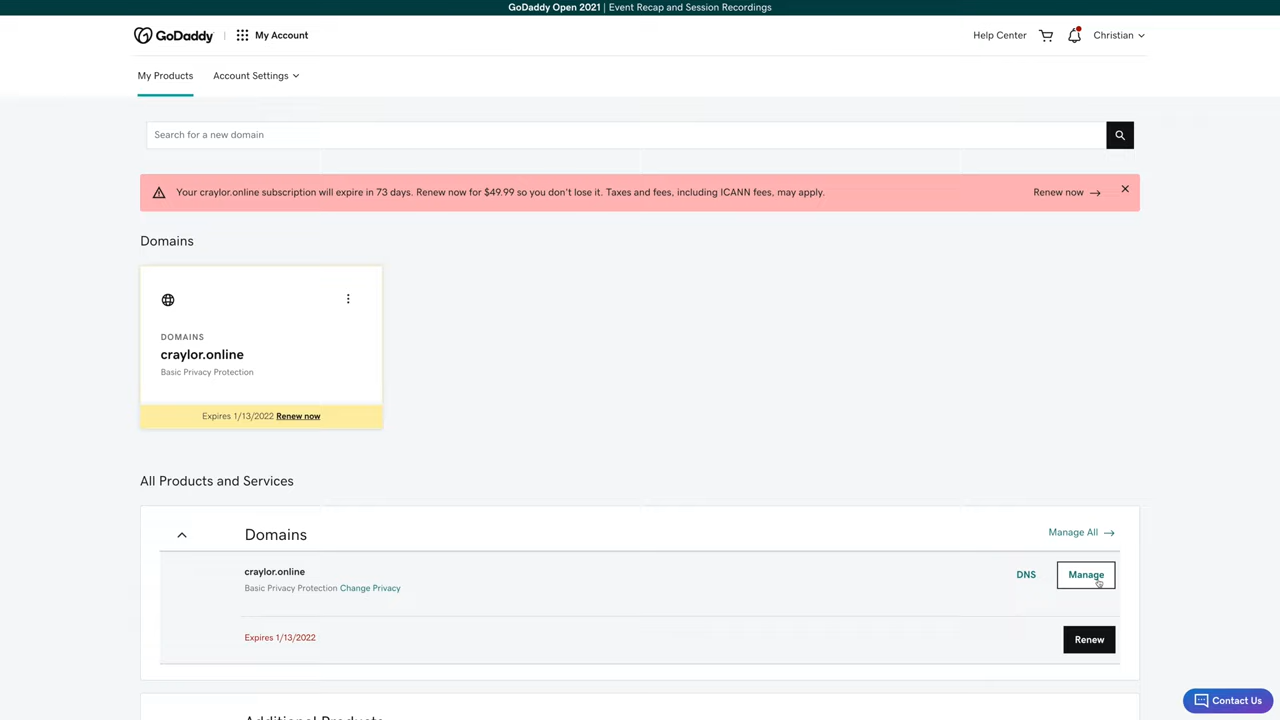 GoDaddy Open 2021 | Event Recap and Session Recordings
GoDaddy | My Account
Help Center
Christian
My Products
Account Settings
Search for a new domain
Your craylor.online subscription will expire in 73 days. Renew now for $49.99 so you don't lose it. Taxes and fees, including ICANN fees, may apply.
Renew now
Domains
DOMAINS
craylor.online
Basic Privacy Protection
Expires 1/13/2022 Renew now
All Products and Services
Domains
Manage All
craylor.online
Basic Privacy Protection Change Privacy
DNS
Manage
Expires 1/13/2022
Renew
Additional Products
Contact Us